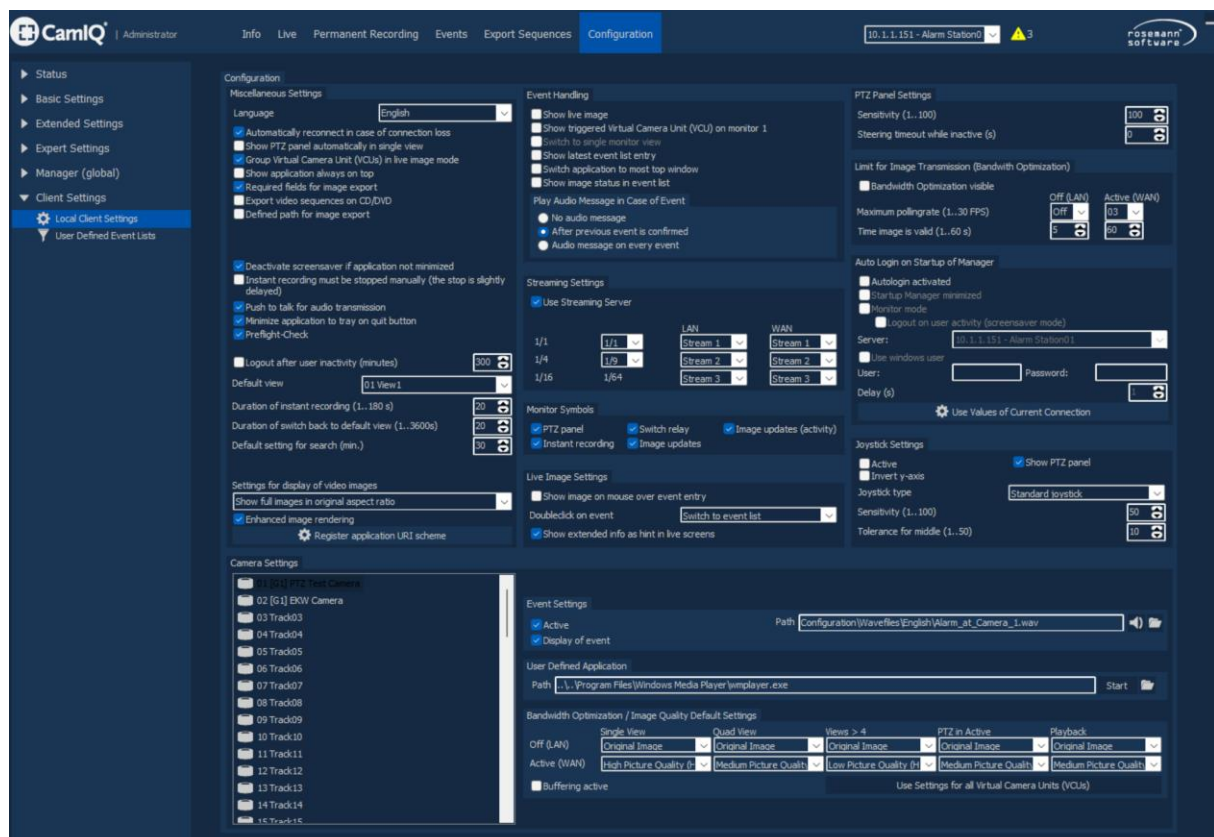 CamIQ | Administrator
Info Live Permanent Recording Events Export Sequences Configuration
10.1.1.151 - Alarm Station0
3
rosemann
software
Status
Basic Settings
Extended Settings
Expert Settings
Manager (global)
Client Settings
Local Client Settings
User Defined Event Lists
Configuration
Miscellaneous Settings
Language English
Automatically reconnect in case of connection loss
Show PTZ panel automatically in single view
Group Virtual Camera Unit (VCUs) in live image mode
Show application always on top
Required fields for image export
Export video sequences on CD/DVD
Defined path for image export
Deactivate screensaver if application not minimized
Instant recording must be stopped manually (the stop is slightly
delayed)
Push to talk for audio transmission
Minimize application to tray on quit button
Preflight-Check
Logout after user inactivity (minutes) 300
Default view 01 View1
Duration of instant recording (1..180 s) 20
Duration of switch back to default view (1..3600s) 20
Default setting for search (min.) 30
Settings for display of video images
Show full images in original aspect ratio
Enhanced image rendering
Register application URI scheme
Event Handling
Show live image
Show triggered Virtual Camera Unit (VCU) on monitor 1
Switch to single monitor view
Show latest event list entry
Switch application to most top window
Show image status in event list
Play Audio Message in Case of Event
No audio message
After previous event is confirmed
Audio message on every event
Streaming Settings
Use Streaming Server
LAN WAN
1/1 1/1 Stream 1 Stream 1
1/4 1/9 Stream 2 Stream 2
1/16 1/64 Stream 3 Stream 3
Monitor Symbols
PTZ panel Switch relay Image updates (activity)
Instant recording Image updates
Live Image Settings
Show image on mouse over event entry
Doubleclick on event Switch to event list
Show extended info as hint in live screens
PTZ Panel Settings
Sensitivity (1..100) 100
Steering timeout while inactive (s) 0
Limit for Image Transmission (Bandwith Optimization)
Bandwidth Optimization visible
Off (LAN) Active (WAN)
Maximum pollingrate (1..30 FPS) Off 03
Time image is valid (1..60 s) 5 60
Auto Login on Startup of Manager
Autologin activated
Startup Manager minimized
Monitor mode
Logout on user activity (screensaver mode)
Server: 10.1.1.151 - Alarm Station01
Use windows user
User: Password:
Delay (s)
Use Values of Current Connection
Joystick Settings
Active Show PTZ panel
Invert y-axis
Joystick type Standard joystick
Sensitivity (1..100) 50
Tolerance for middle (1..50) 10
Camera Settings
01 [G1] PTZ Test Camera
02 [G1] EKW Camera
03 Track03
04 Track04
05 Track05
06 Track06
07 Track07
08 Track08
09 Track09
10 Track10
11 Track11
12 Track12
13 Track13
14 Track14
15 Track15
Event Settings
Active Path Configuration\Wavefiles\English\Alarm_at_Camera_1.wav
Display of event
User Defined Application
Path ..\..\Program Files\Windows Media Player\wmplayer.exe Start
Bandwidth Optimization / Image Quality Default Settings
Single View Quad View Views > 4 PTZ in Active Playback
Off (LAN) Original Image Original Image Original Image Original Image Original Image
Active (WAN) High Picture Quality (H Medium Picture Qualit Low Picture Quality (H Medium Picture Qualit Medium Picture Qualit
Buffering active Use Settings for all Virtual Camera Units (VCUs)